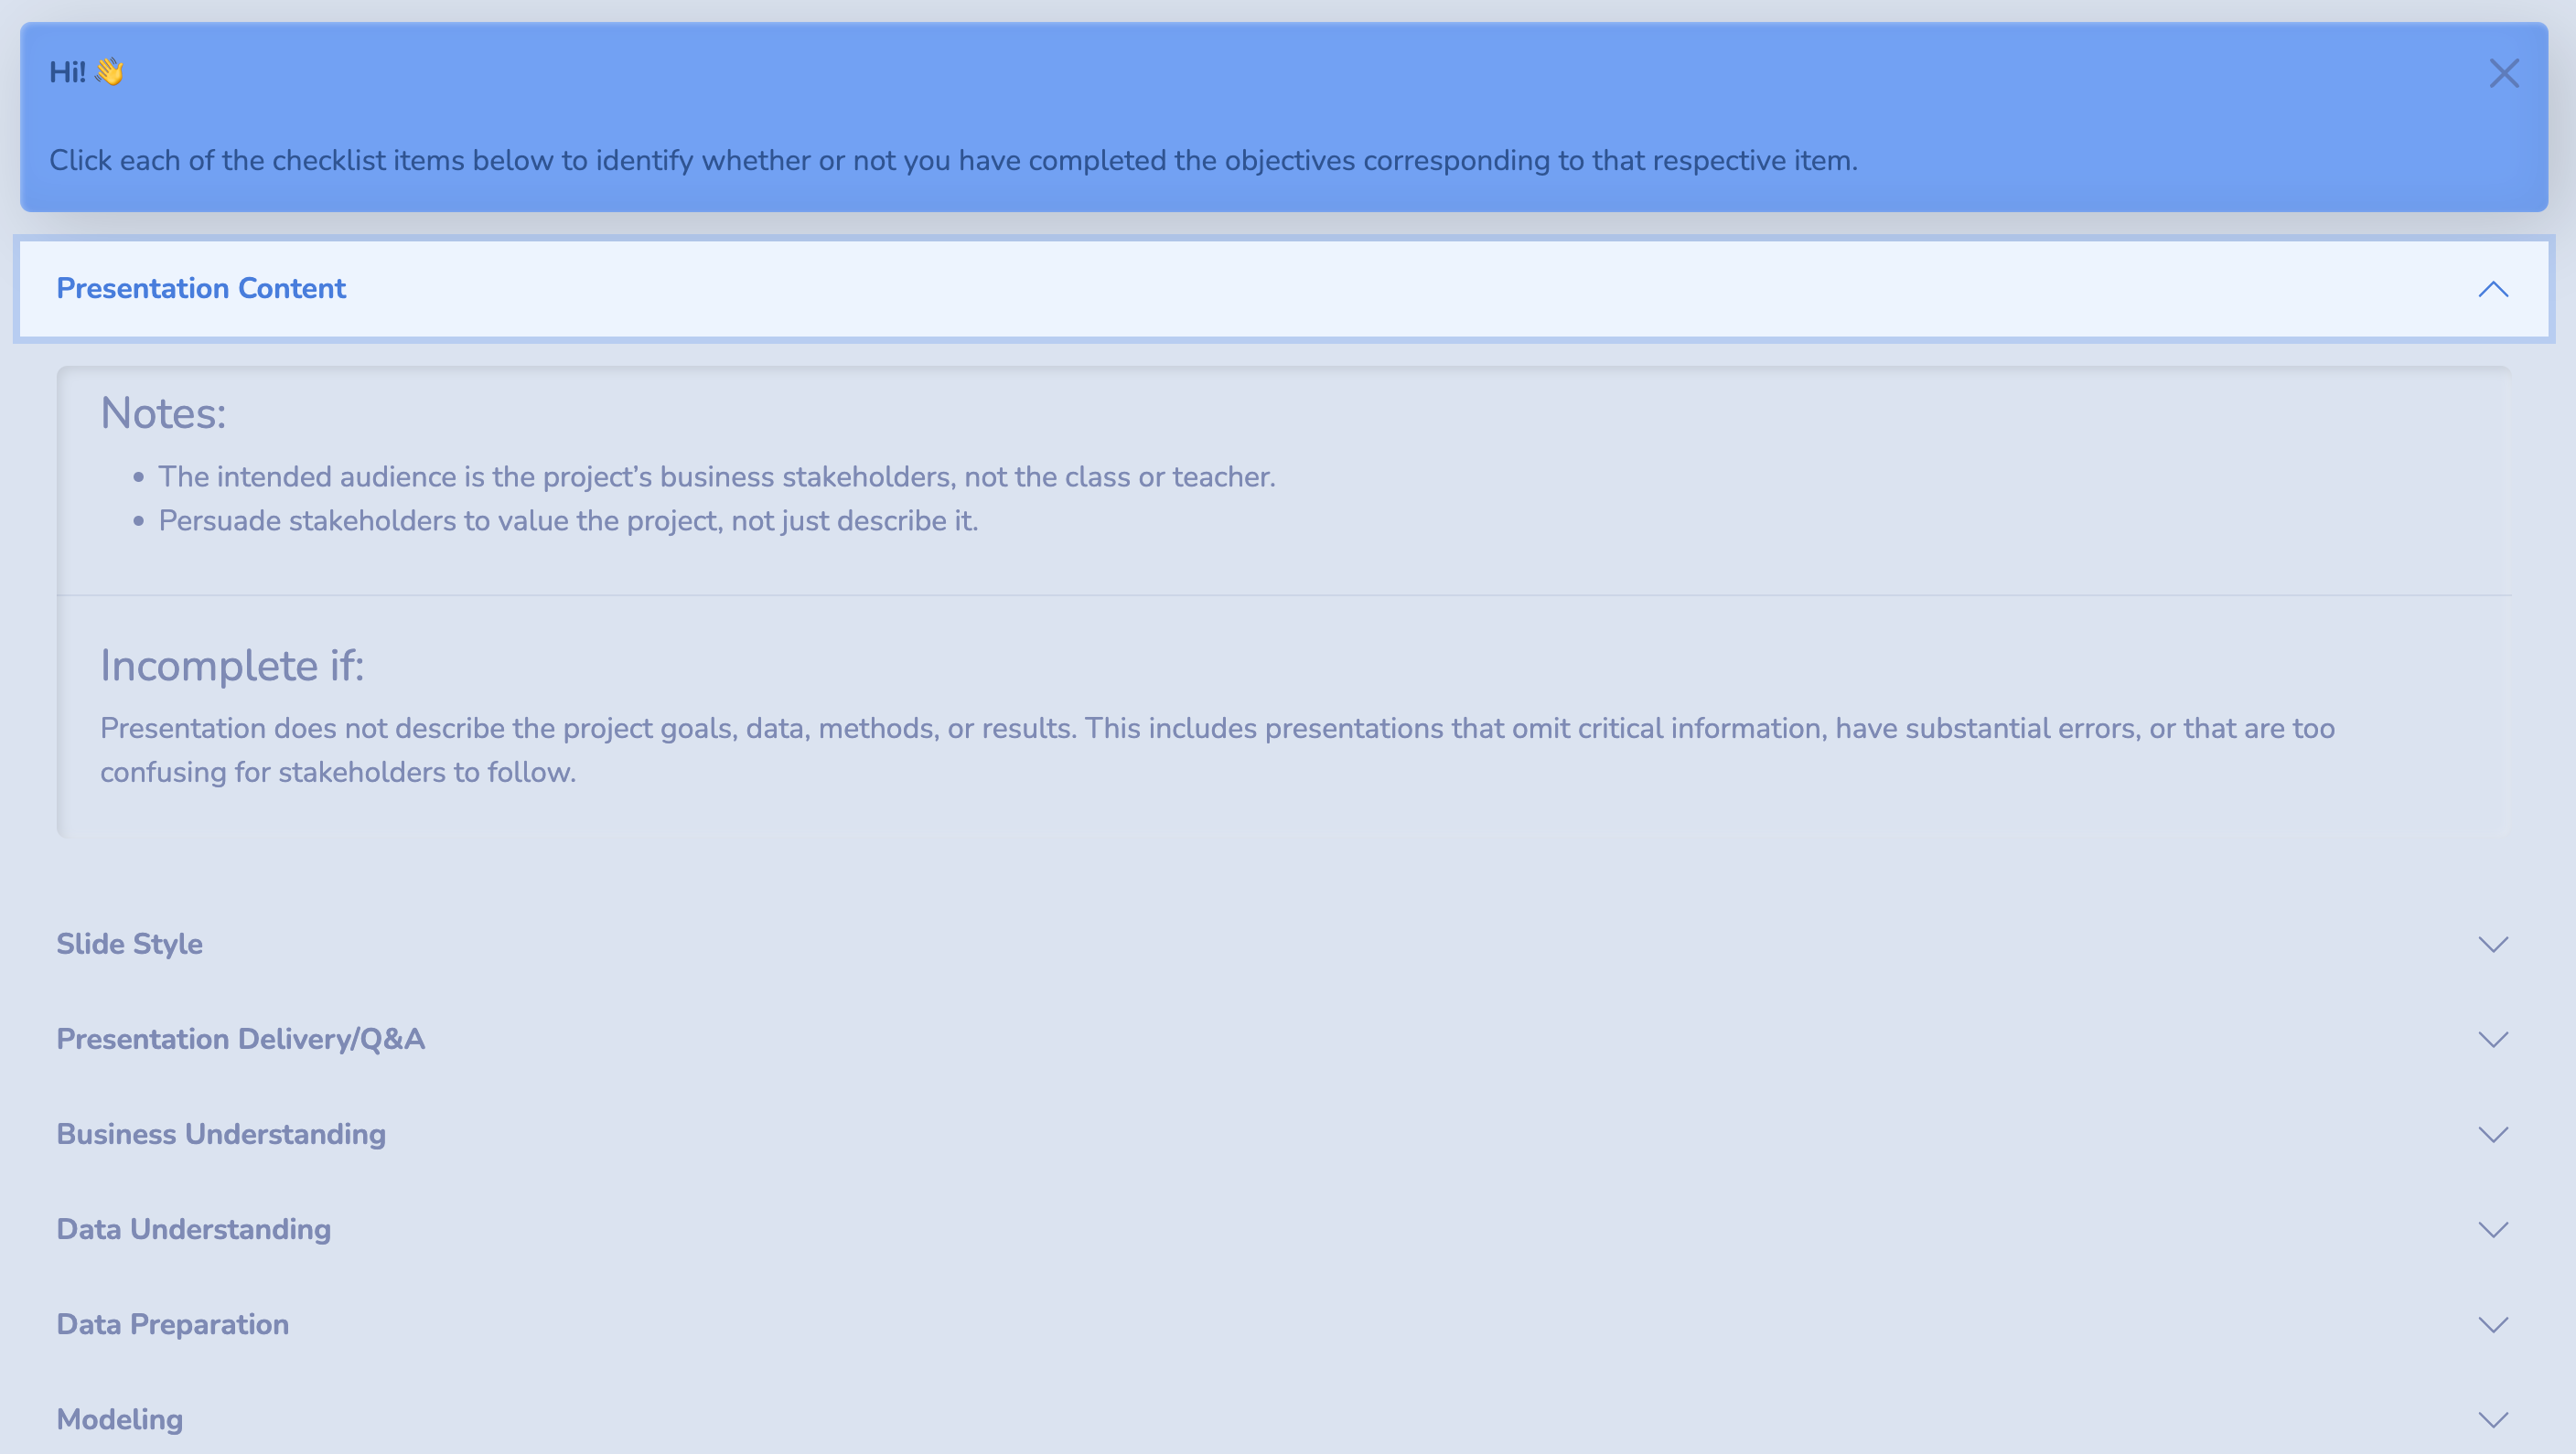 Hi! 👋
Click each of the checklist items below to identify whether or not you have completed the objectives corresponding to that respective item.
Presentation Content
Notes:
• The intended audience is the project’s business stakeholders, not the class or teacher.
• Persuade stakeholders to value the project, not just describe it.
Incomplete if:
Presentation does not describe the project goals, data, methods, or results. This includes presentations that omit critical information, have substantial errors, or that are too
confusing for stakeholders to follow.
Slide Style
Presentation Delivery/Q&A
Business Understanding
Data Understanding
Data Preparation
Modeling